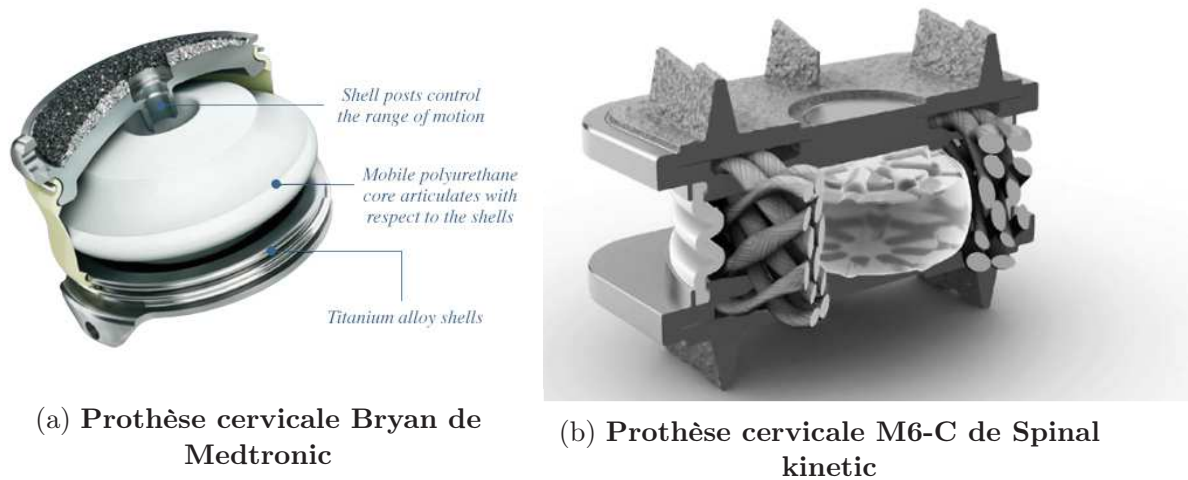 Shell posts control
the range of motion
Mobile polyurethane
core articulates with
respect to the shells
Titanium alloy shells
(a) Prothèse cervicale Bryan de
Medtronic
(b) Prothèse cervicale M6-C de Spinal
kinetic